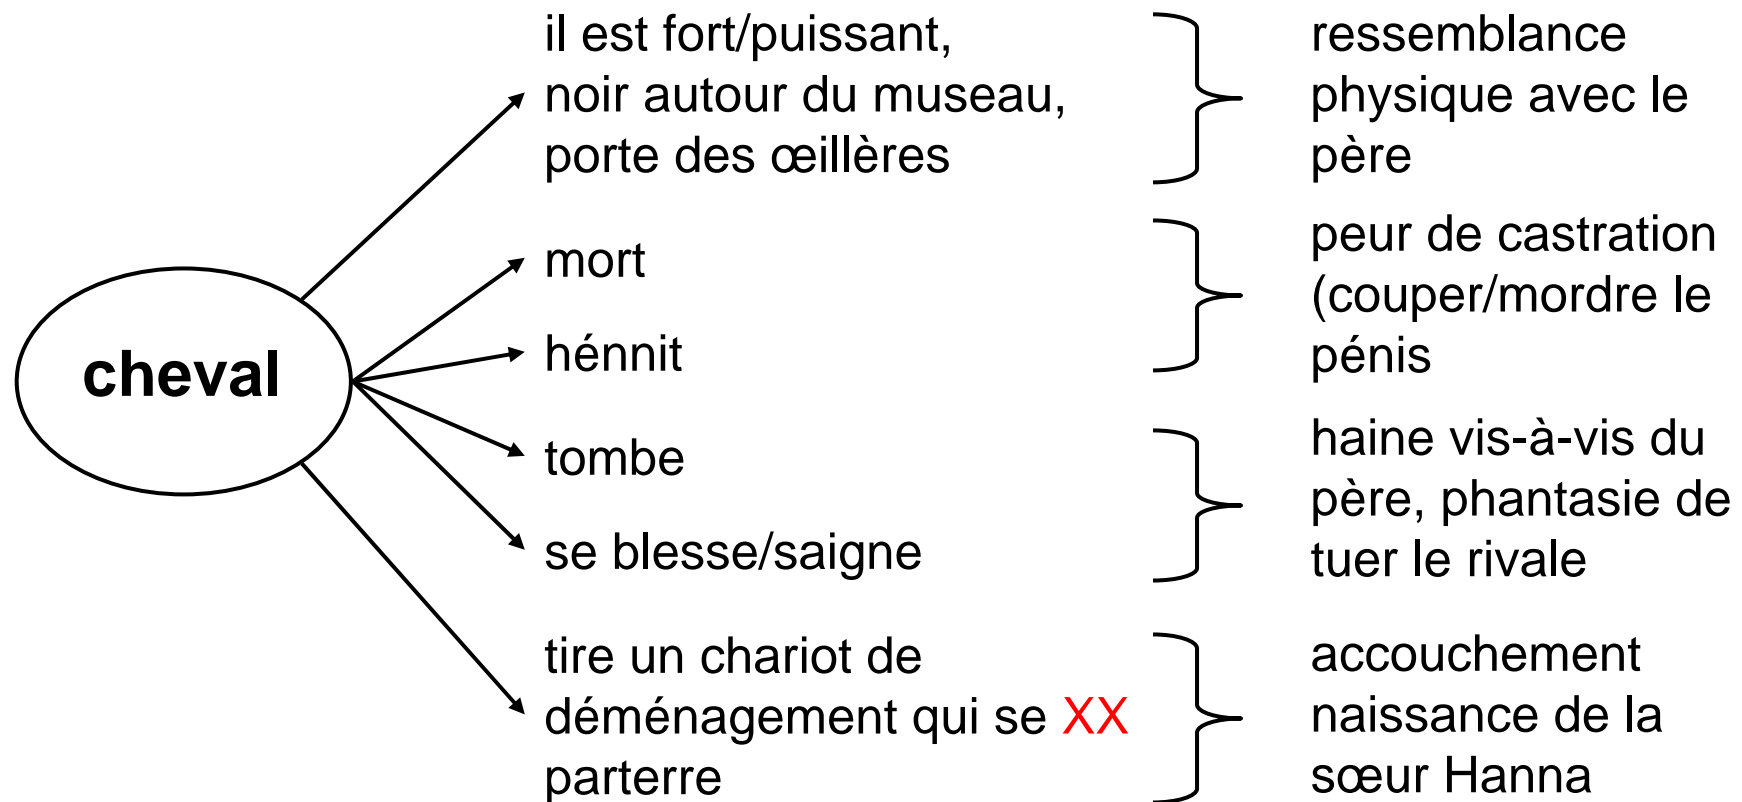 il est fort/puissant,
noir autour du museau,
porte des œillères
ressemblance
physique avec le
père
cheval
mort
hénnit
peur de castration
(couper/mordre le
pénis
tombe
se blesse/saigne
haine vis-à-vis du
père, phantasie de
tuer le rivale
tire un chariot de
déménagement qui se XX
parterre
accouchement
naissance de la
sœur Hanna